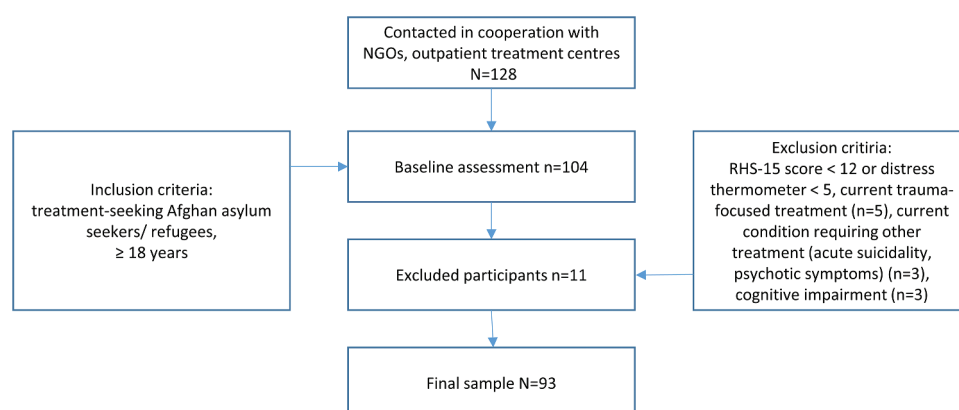 Contacted in cooperation with
NGOs, outpatient treatment centres
N=128
Baseline assessment n=104
Inclusion criteria:
treatment-seeking Afghan asylum
seekers/ refugees,
≥ 18 years
Exclusion critiria:
RHS-15 score < 12 or distress
thermometer < 5, current trauma-
focused treatment (n=5), current
condition requiring other
treatment (acute suicidality,
psychotic symptoms) (n=3),
cognitive impairment (n=3)
Excluded participants n=11
Final sample N=93